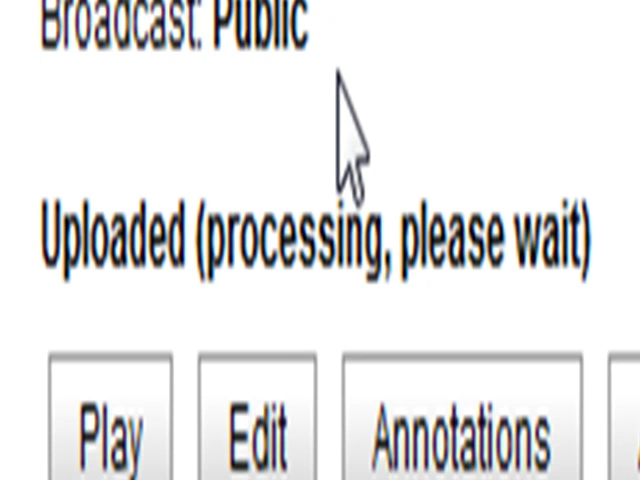 Broadcast: Public
Uploaded (processing, please wait)
Play Edit Annotations